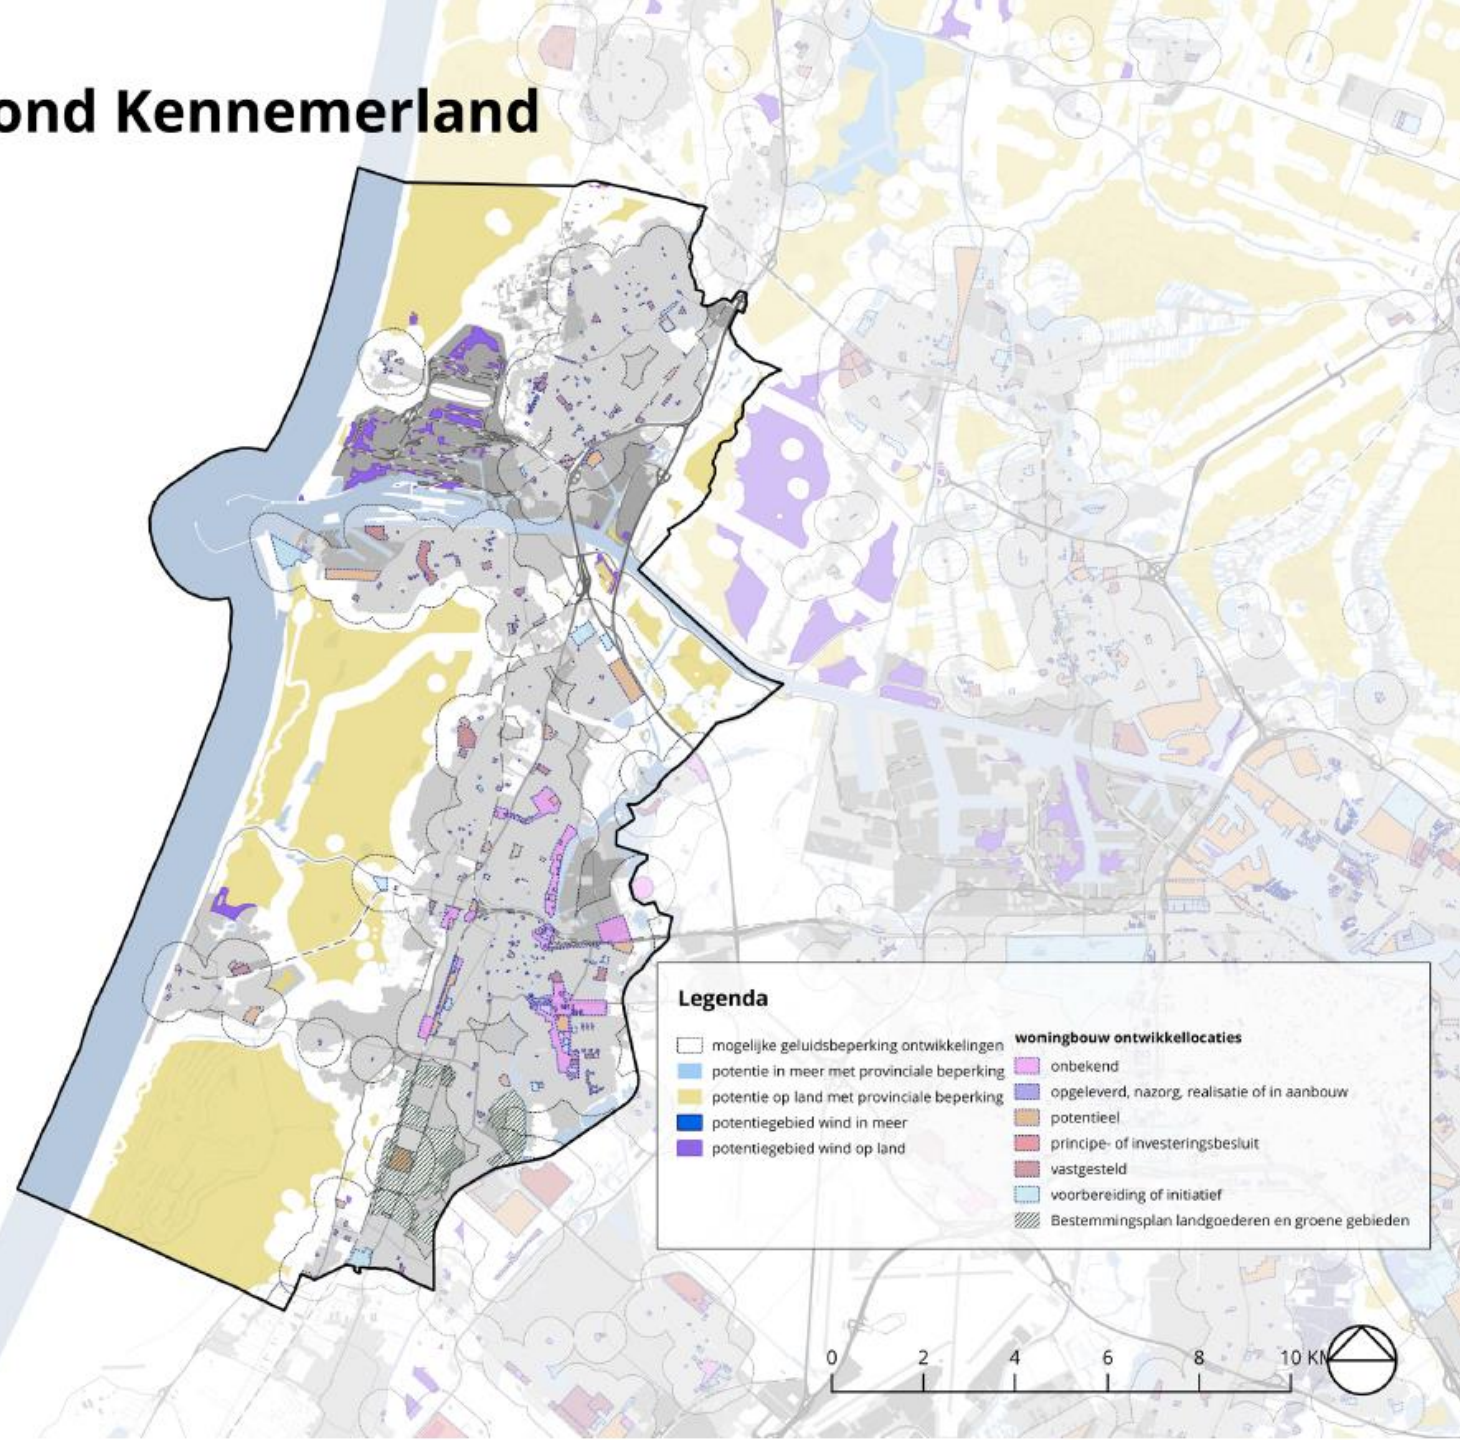 ond Kennemerland
Legenda
mogelijke geluidsbeperking ontwikkelingen
potentie in meer met provinciale beperking
potentie op land met provinciale beperking
potentiegebied wind in meer
potentiegebied wind op land
woningbouw ontwikkellocaties
onbekend
opgeleverd, nazorg, realisatie of in aanbouw
potentieel
principe- of investeringsbesluit
vastgesteld
voorbereiding of initiatief
Bestemmingsplan landgoederen en groene gebieden
0 2 4 6 8 10 KM